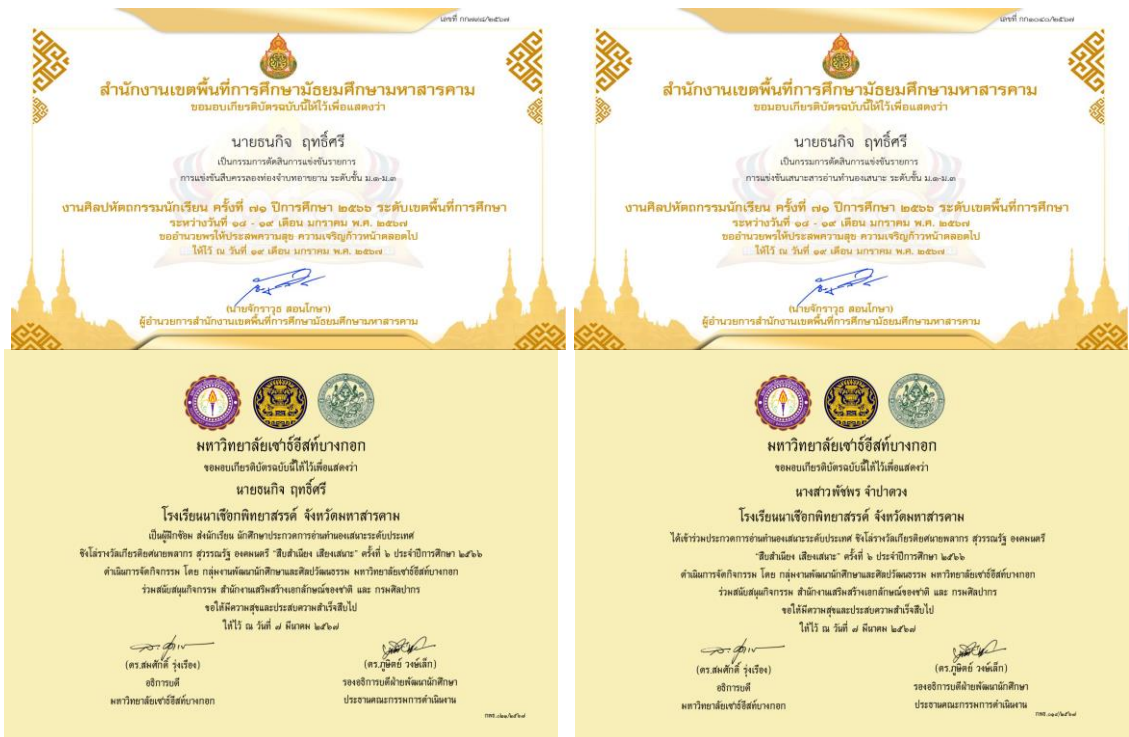 สำนักงานเขตพื้นที่การศึกษามัธยมศึกษามหาสารคาม
ขอมอบเกียรติบัตรฉบับนี้ให้ไว้เพื่อแสดงว่า
นายธนกิจ ฤทธิ์ศรี
เป็นกรรมการตัดสินการแข่งขันรายการ
การแข่งขันสืบครรลองท่องจำบทอาขยาน ระดับชั้น ม.๑-ม.๓
งานศิลปหัตถกรรมนักเรียน ครั้งที่ ๗๑ ปีการศึกษา ๒๕๖๖ ระดับเขตพื้นที่การศึกษา
ระหว่างวันที่ ๑๘ - ๑๙ เดือน มกราคม พ.ศ. ๒๕๖๗
ขออำนวยพรให้ประสพความสุข ความเจริญก้าวหน้าตลอดไป
ให้ไว้ ณ วันที่ ๑๙ เดือน มกราคม พ.ศ. ๒๕๖๗
(นายจักราวุธ สอนโกษา)
ผู้อำนวยการสำนักงานเขตพื้นที่การศึกษามัธยมศึกษามหาสารคาม
สำนักงานเขตพื้นที่การศึกษามัธยมศึกษามหาสารคาม
ขอมอบเกียรติบัตรฉบับนี้ให้ไว้เพื่อแสดงว่า
นายธนกิจ ฤทธิ์ศรี
เป็นกรรมการตัดสินการแข่งขันรายการ
การแข่งขันเสนาะสารอ่านทำนองเสนาะ ระดับชั้น ม.๑-ม.๓
งานศิลปหัตถกรรมนักเรียน ครั้งที่ ๗๑ ปีการศึกษา ๒๕๖๖ ระดับเขตพื้นที่การศึกษา
ระหว่างวันที่ ๑๘ - ๑๙ เดือน มกราคม พ.ศ. ๒๕๖๗
ขออำนวยพรให้ประสพความสุข ความเจริญก้าวหน้าตลอดไป
ให้ไว้ ณ วันที่ ๑๙ เดือน มกราคม พ.ศ. ๒๕๖๗
(นายจักราวุธ สอนโกษา)
ผู้อำนวยการสำนักงานเขตพื้นที่การศึกษามัธยมศึกษามหาสารคาม
มหาวิทยาลัยเซาธ์อีสท์บางกอก
ขอมอบเกียรติบัตรฉบับนี้ให้ไว้เพื่อแสดงว่า
นายธนกิจ ฤทธิ์ศรี
โรงเรียนนาเชือกพิทยาสรรค์ จังหวัดมหาสารคาม
เป็นผู้ฝึกซ้อม ส่งนักเรียน นักศึกษาประกวดการอ่านทำนองเสนาะระดับประเทศ
ชิงโล่รางวัลเกียรติยศนายพลากร สุวรรณรัฐ องคมนตรี "สืบสำเนียง เสียงเสนาะ" ครั้งที่ ๖ ประจำปีการศึกษา ๒๕๖๖
ดำเนินการจัดกิจกรรม โดย กลุ่มงานพัฒนานักศึกษาและศิลปวัฒนธรรม มหาวิทยาลัยเซาธ์อีสท์บางกอก
ร่วมสนับสนุนกิจกรรม สำนักงานเสริมสร้างเอกลักษณ์ของชาติ และ กรมศิลปากร
ขอให้มีความสุขและประสบความสำเร็จสืบไป
ให้ไว้ ณ วันที่ ๗ มีนาคม ๒๕๖๗
(ดร.สมศักดิ์ รุ่งเรือง)
อธิการบดี
มหาวิทยาลัยเซาธ์อีสท์บางกอก
(ดร.ภูษิตย์ วงษ์เล็ก)
รองอธิการบดีฝ่ายพัฒนานักศึกษา
ประธานคณะกรรมการดำเนินงาน
มหาวิทยาลัยเซาธ์อีสท์บางกอก
ขอมอบเกียรติบัตรฉบับนี้ให้ไว้เพื่อแสดงว่า
นางสาวพัชพร จำปาดวง
โรงเรียนนาเชือกพิทยาสรรค์ จังหวัดมหาสารคาม
ได้เข้าร่วมประกวดการอ่านทำนองเสนาะระดับประเทศ ชิงโล่รางวัลเกียรติยศนายพลากร สุวรรณรัฐ องคมนตรี
"สืบสำเนียง เสียงเสนาะ" ครั้งที่ ๖ ประจำปีการศึกษา ๒๕๖๖
ดำเนินการจัดกิจกรรม โดย กลุ่มงานพัฒนานักศึกษาและศิลปวัฒนธรรม มหาวิทยาลัยเซาธ์อีสท์บางกอก
ร่วมสนับสนุนกิจกรรม สำนักงานเสริมสร้างเอกลักษณ์ของชาติ และ กรมศิลปากร
ขอให้มีความสุขและประสบความสำเร็จสืบไป
ให้ไว้ ณ วันที่ ๗ มีนาคม ๒๕๖๗
(ดร.สมศักดิ์ รุ่งเรือง)
อธิการบดี
มหาวิทยาลัยเซาธ์อีสท์บางกอก
(ดร.ภูษิตย์ วงษ์เล็ก)
รองอธิการบดีฝ่ายพัฒนานักศึกษา
ประธานคณะกรรมการดำเนินงาน